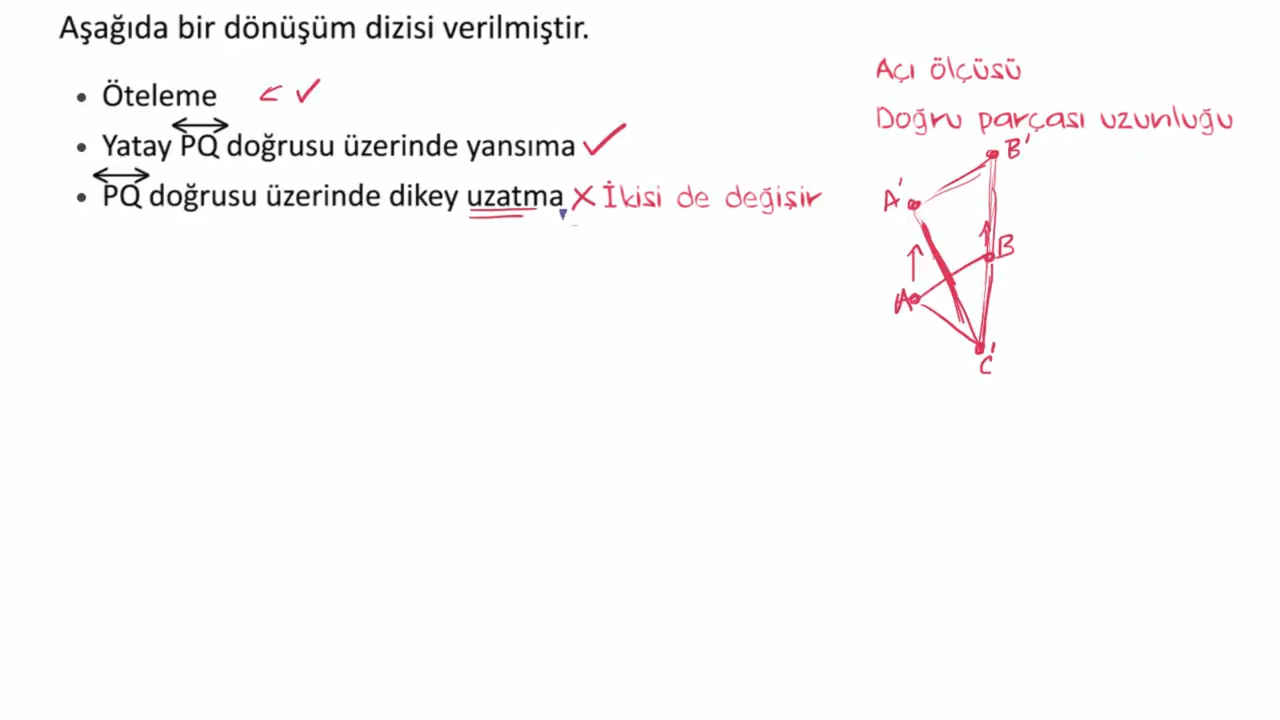 Aşağıda bir dönüşüm dizisi verilmiştir.
• Öteleme
• Yatay PQ doğrusu üzerinde yansıma
• PQ doğrusu üzerinde dikey uzatma İkisi de değişir
Açı ölçüsü
Doğru parçası uzunluğu
B'
A'
B
A
C'